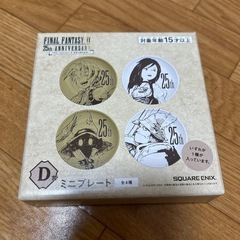 FINAL FANTASY IX
25th ANNIVERSARY
対象年齢15才以上
25th
25th
25th
25th
いずれか
1種が
入っています。
D賞
ミニプレート
全4種
SQUARE ENIX